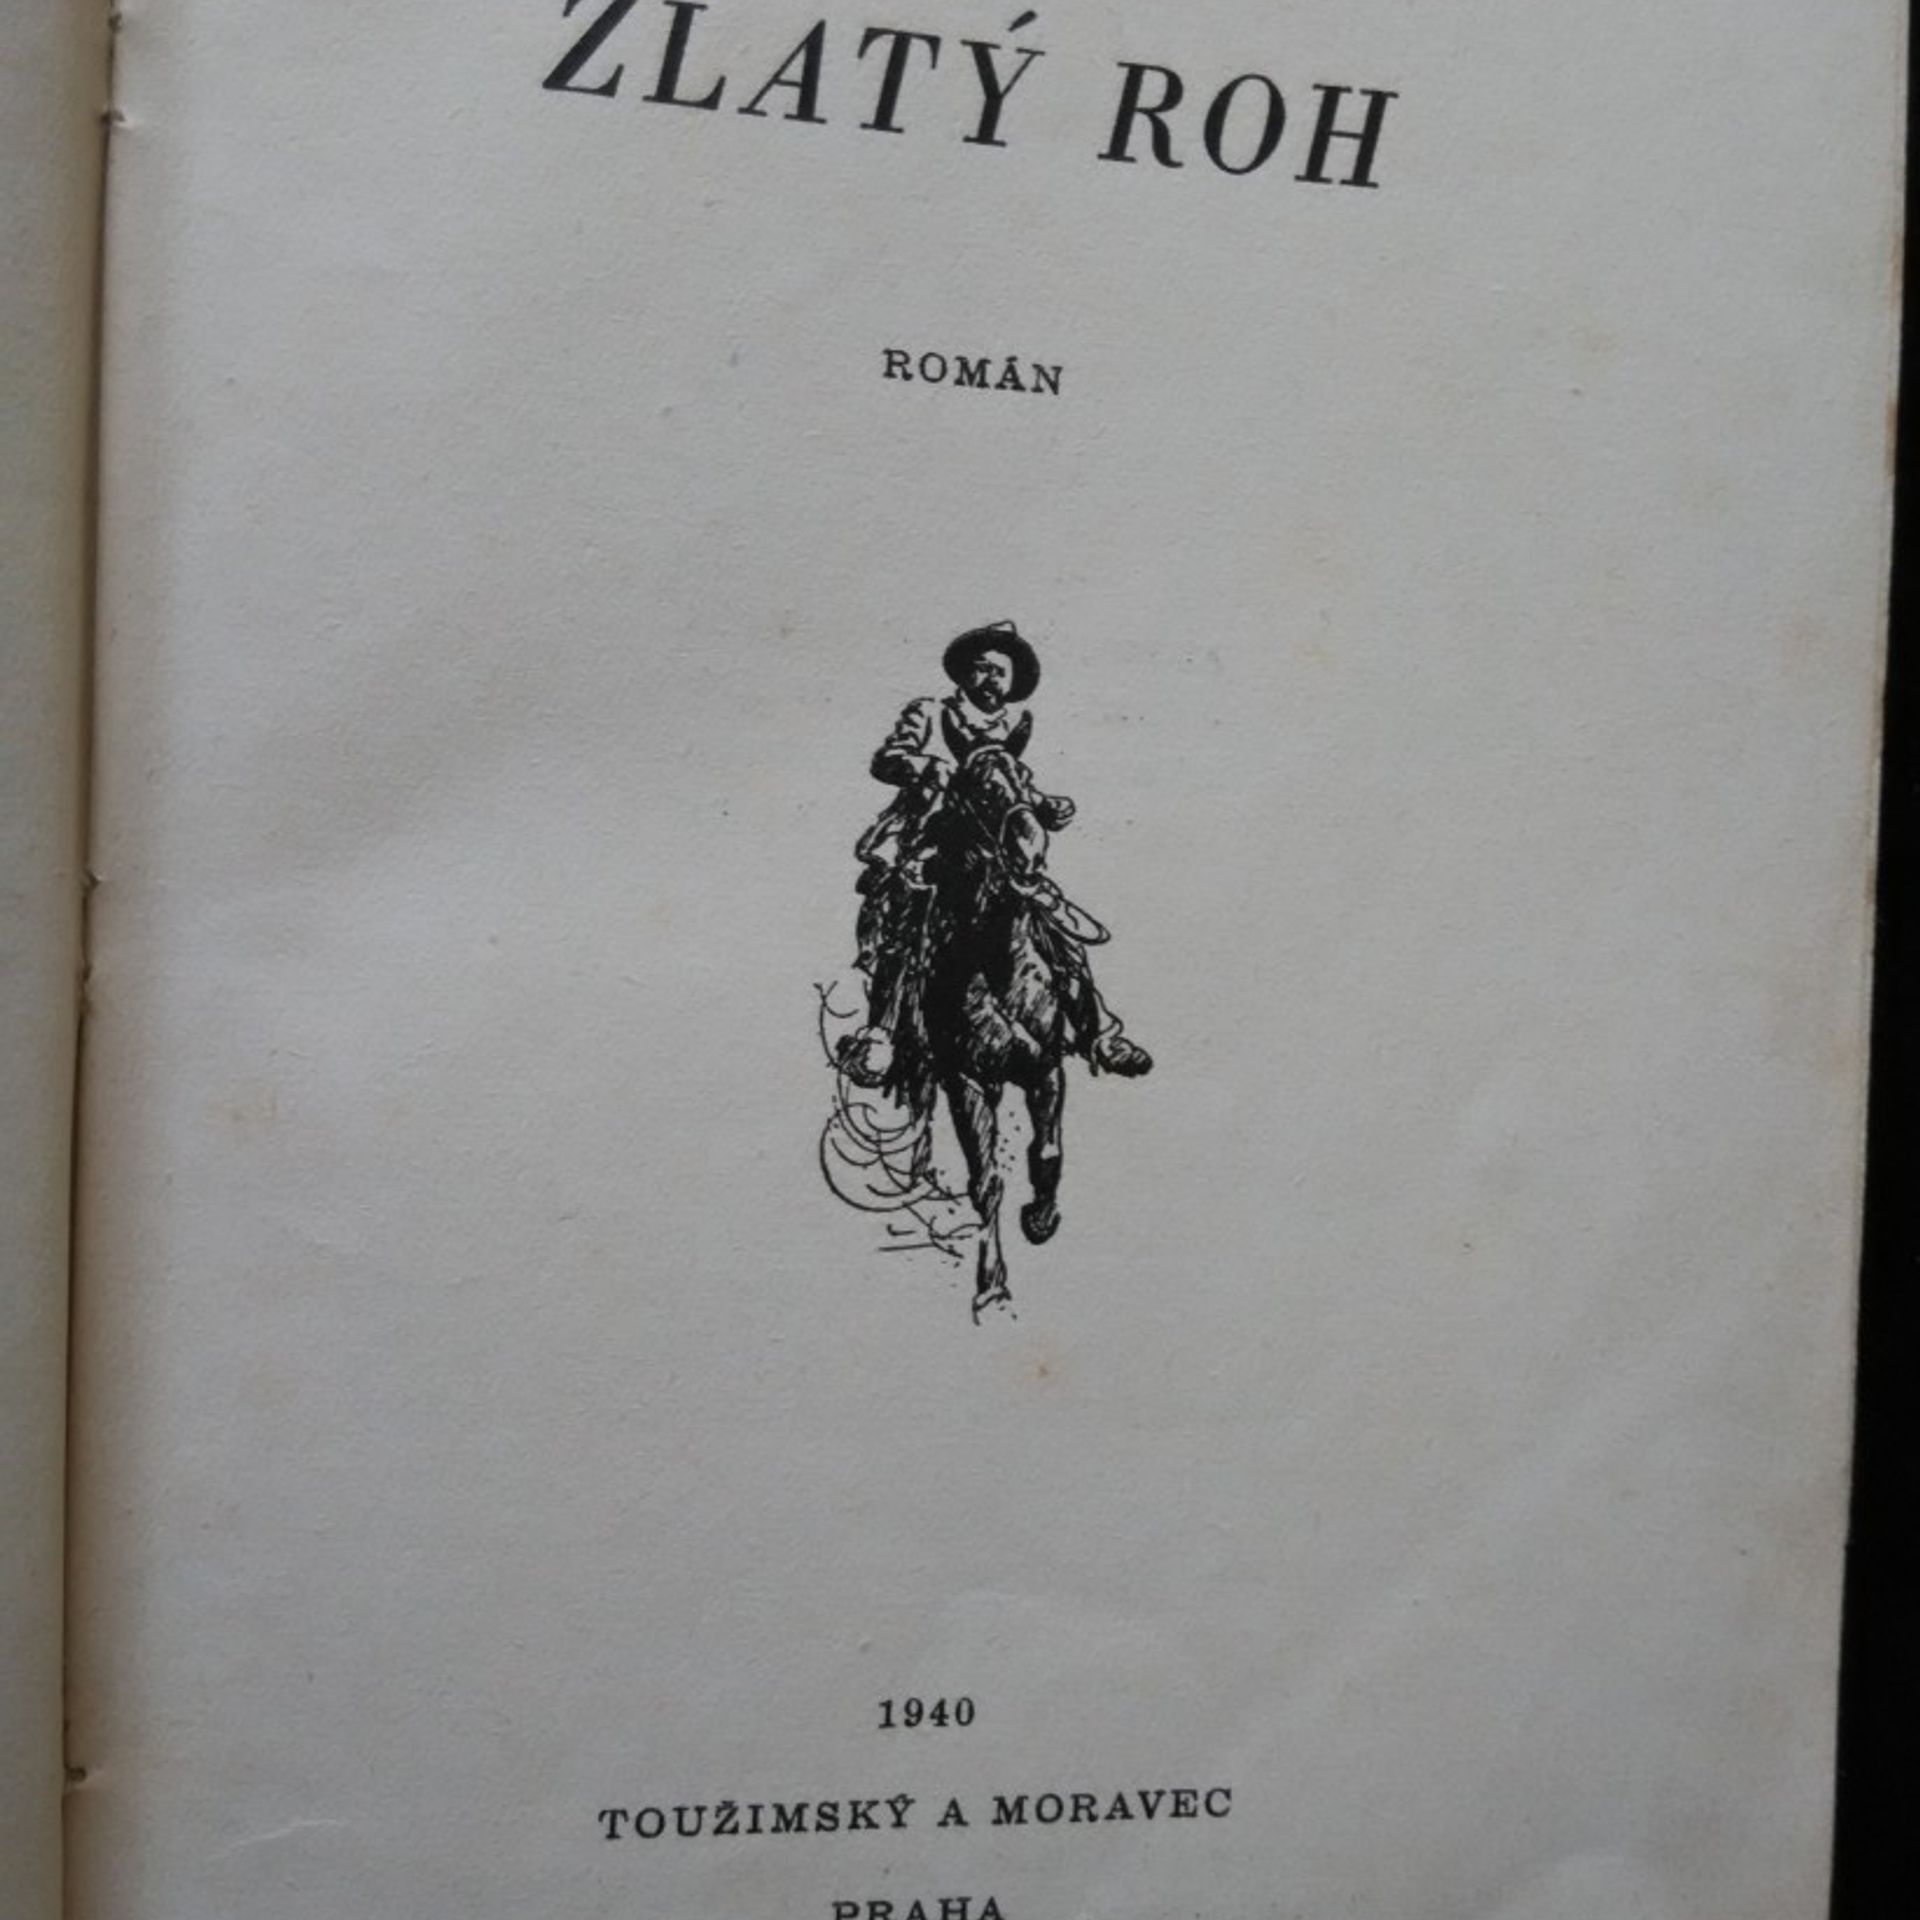 ZLATÝ ROH
ROMÁN
1940
TOUŽIMSKÝ A MORAVEC
PRAHA